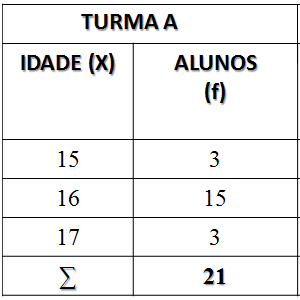 TURMA A
IDADE (X) ALUNOS
(f)
15 3
16 15
17 3
∑ 21